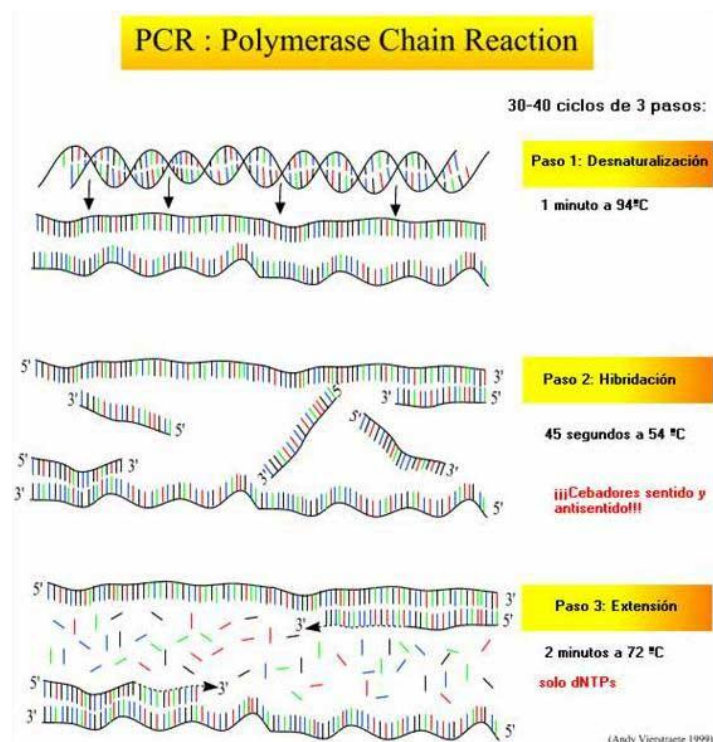 PCR : Polymerase Chain Reaction
30-40 ciclos de 3 pasos:
Paso 1: Desnaturalización
1 minuto a 94ºC
5'
3'
Paso 2: Hibridación
3'
5'
5'
3'
5'
5'
45 segundos a 54 ºC
5'
3'
3'
3'
3'
5'
¡¡¡Cebadores sentido y
antisentido!!!
5'
3'
Paso 3: Extensión
3'
5'
2 minutos a 72 ºC
solo dNTPs
5'
3'
3'
5'
(Andy Vierstraete 1999)